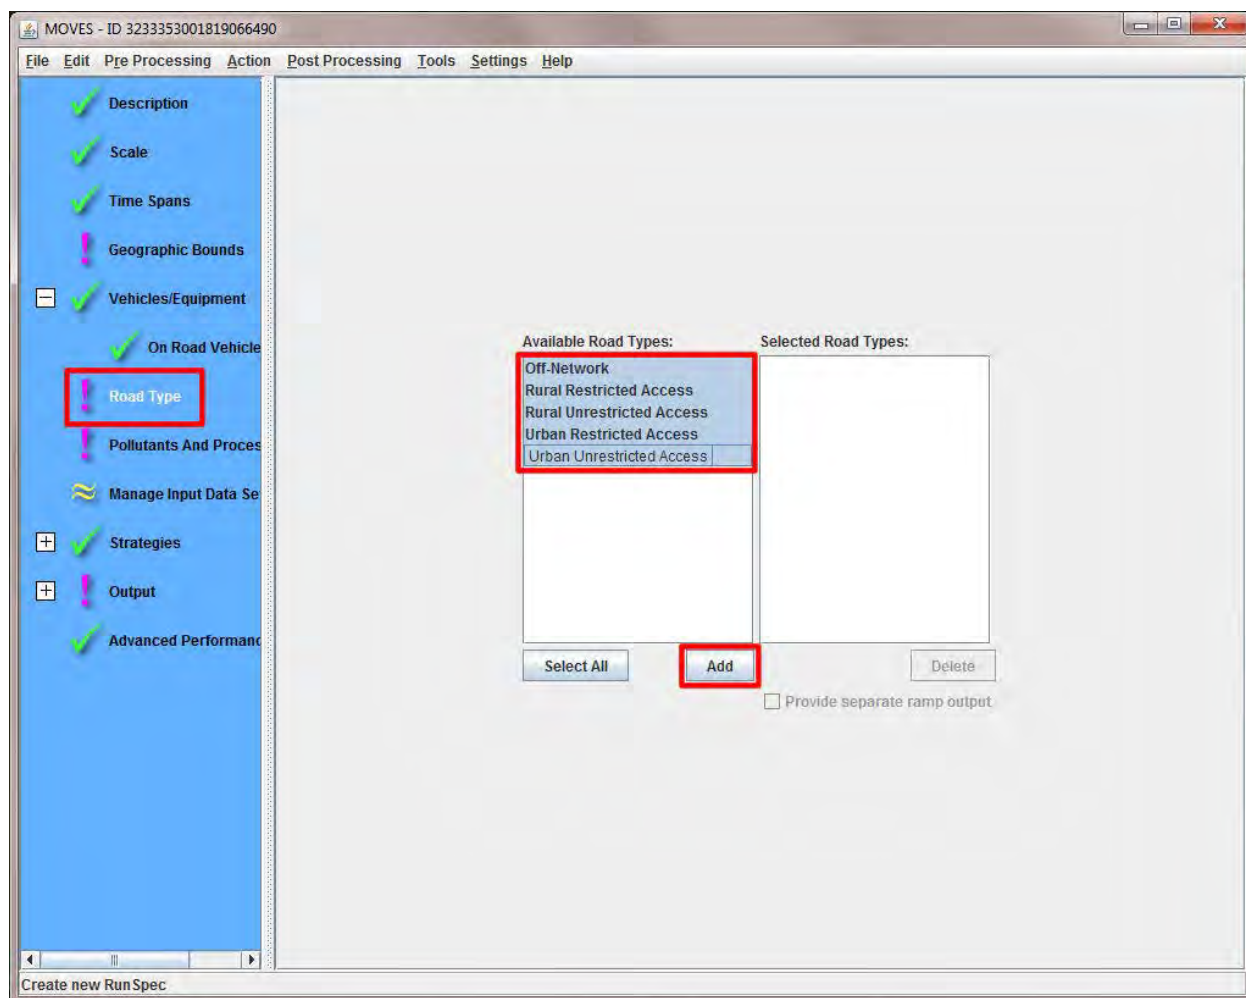 MOVES - ID 3233353001819066490
File Edit Pre Processing Action Post Processing Tools Settings Help
Description
Scale
Time Spans
Geographic Bounds
Vehicles/Equipment
On Road Vehicle
Road Type
Pollutants And Proces
Manage Input Data Se
Strategies
Output
Advanced Performanc
Available Road Types: Selected Road Types:
Off-Network
Rural Restricted Access
Rural Unrestricted Access
Urban Restricted Access
Urban Unrestricted Access
Select All Add Delete
Provide separate ramp output
Create new RunSpec